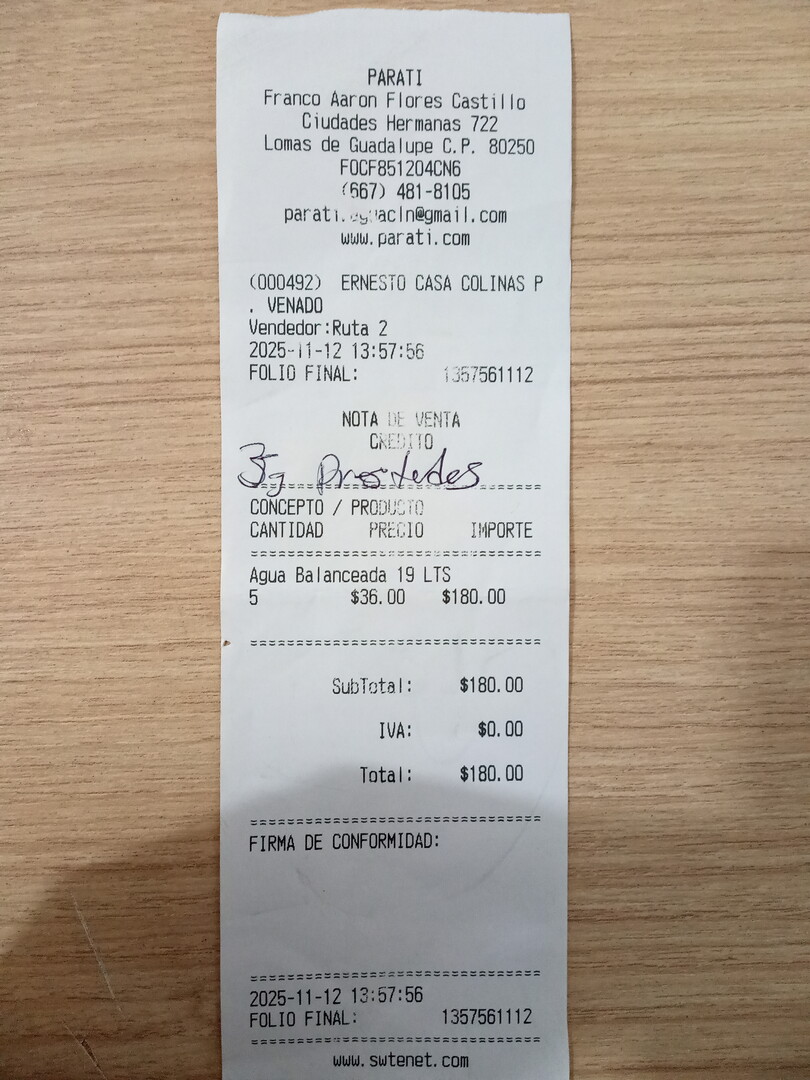 PARATI
Franco Aaron Flores Castillo
Ciudades Hermanas 722
Lomas de Guadalupe C.P. 80250
FOCF851204CN6
(667) 481-8105
parati.aguacln@gmail.com
www.parati.com
(000492) ERNESTO CASA COLINAS P
. VENADO
Vendedor:Ruta 2
2025-11-12 13:57:56
FOLIO FINAL: 1357561112
NOTA DE VENTA
CREDITO
3g Prestados
==============================
CONCEPTO / PRODUCTO
CANTIDAD PRECIO IMPORTE
==============================
Agua Balanceada 19 LTS
5 $36.00 $180.00
==============================
SubTotal: $180.00
IVA: $0.00
Total: $180.00
==============================
FIRMA DE CONFORMIDAD:
==============================
2025-11-12 13:57:56
FOLIO FINAL: 1357561112
==============================
www.swtenet.com